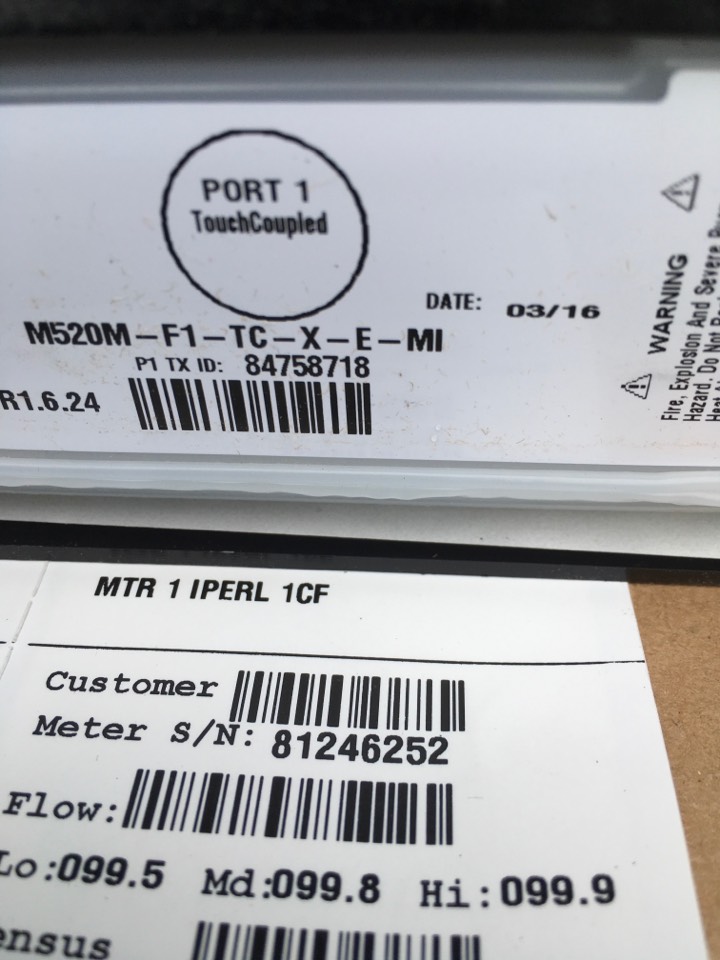 PORT 1
TouchCoupled
DATE: 03/16
M520M-F1-TC-X-E-MI
P1 TX ID: 84758718
R1.6.24
WARNING
Fire, Explosion And Severe
Hazard. Do Not
MTR 1 IPERL 1CF
Customer
Meter S/N: 81246252
Flow:
Lo:099.5 Md:099.8 Hi:099.9
ensus